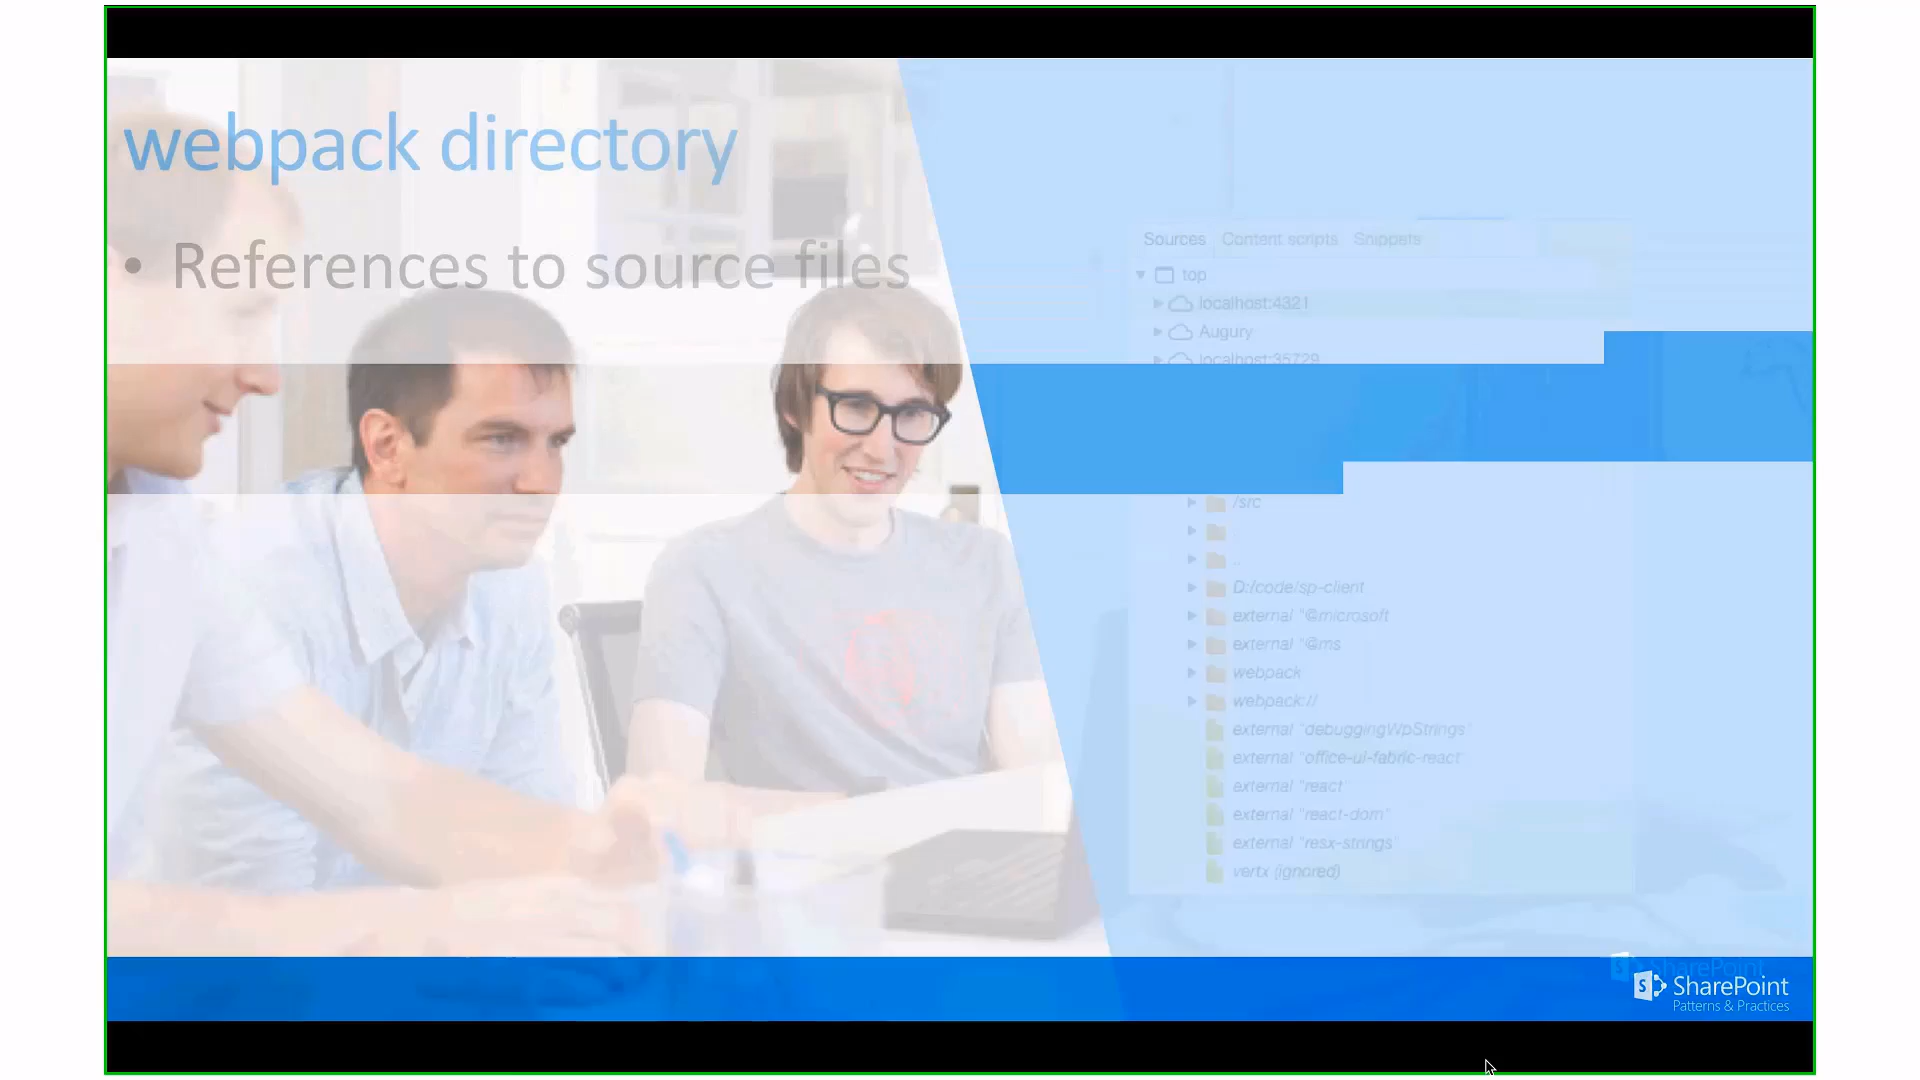 webpack directory
• References to source files
Sources Content scripts Snippets
top
localhost:4321
Augury
localhost:35729
/src
.
..
D:/code/sp-client
external "@microsoft
external "@ms
webpack
webpack://
external "debuggingWpStrings"
external "office-ui-fabric-react"
external "react"
external "react-dom"
external "resx-strings"
vertx (ignored)
SharePoint
S SharePoint
Patterns & Practices